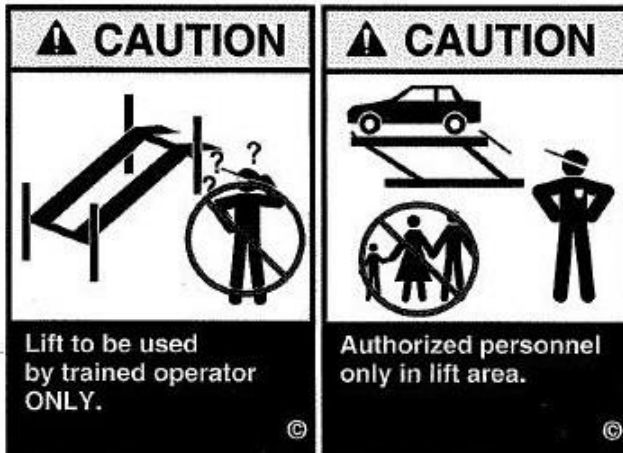 CAUTION
? ? ?
Lift to be used
by trained operator
ONLY.
©
CAUTION
Authorized personnel
only in lift area.
©